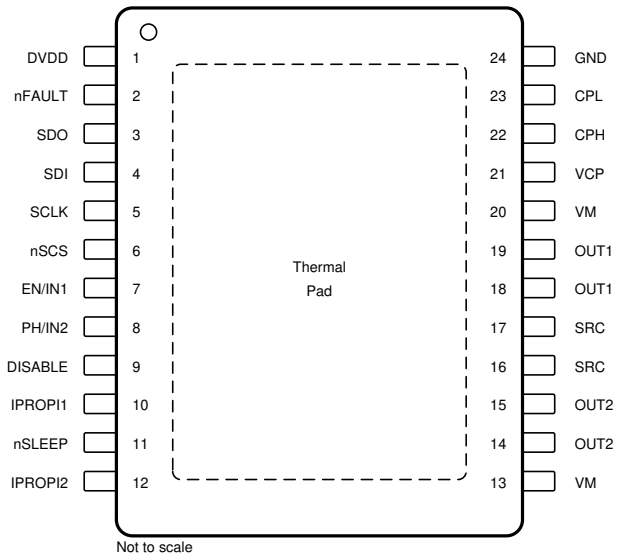 DVDD 1 24 GND
nFAULT 2 23 CPL
SDO 3 22 CPH
SDI 4 21 VCP
SCLK 5 20 VM
nSCS 6 19 OUT1
EN/IN1 7 18 OUT1
Thermal
Pad
PH/IN2 8 17 SRC
DISABLE 9 16 SRC
IPROPI1 10 15 OUT2
nSLEEP 11 14 OUT2
IPROPI2 12 13 VM
Not to scale